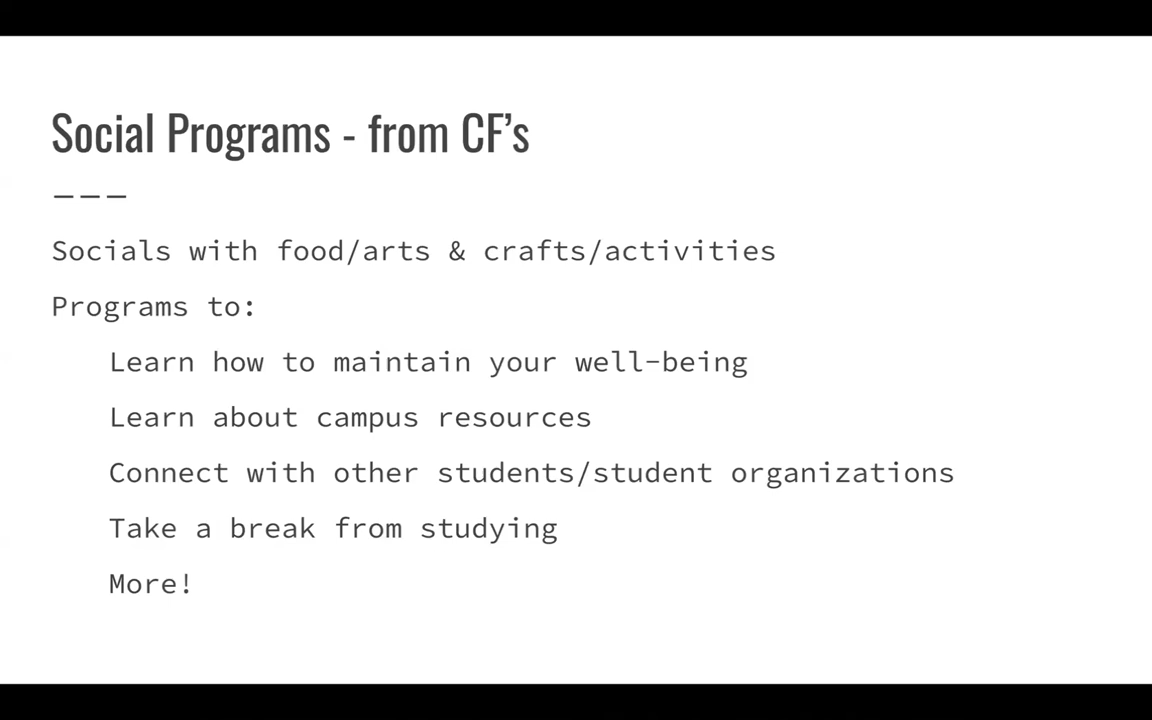 Social Programs - from CF’s
———
Socials with food/arts & crafts/activities
Programs to:
Learn how to maintain your well-being
Learn about campus resources
Connect with other students/student organizations
Take a break from studying
More!